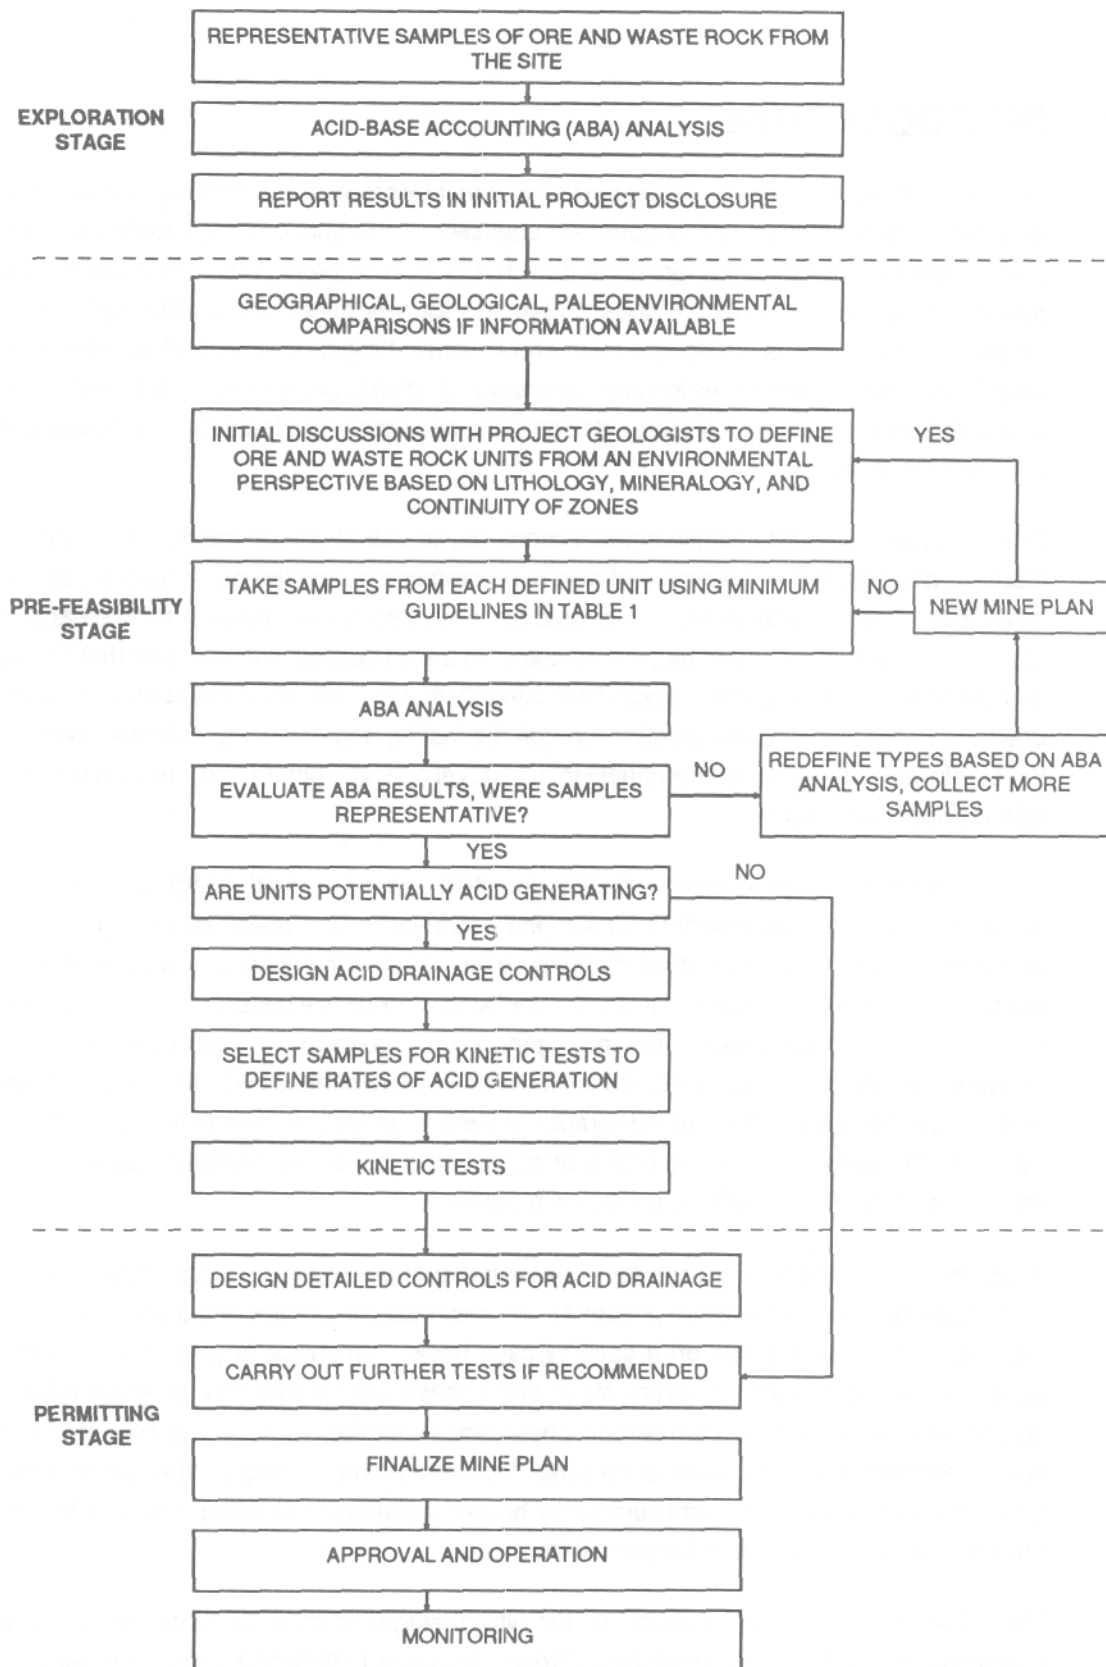 REPRESENTATIVE SAMPLES OF ORE AND WASTE ROCK FROM
THE SITE
EXPLORATION
STAGE
ACID-BASE ACCOUNTING (ABA) ANALYSIS
REPORT RESULTS IN INITIAL PROJECT DISCLOSURE
GEOGRAPHICAL, GEOLOGICAL, PALEOENVIRONMENTAL
COMPARISONS IF INFORMATION AVAILABLE
INITIAL DISCUSSIONS WITH PROJECT GEOLOGISTS TO DEFINE
ORE AND WASTE ROCK UNITS FROM AN ENVIRONMENTAL
PERSPECTIVE BASED ON LITHOLOGY, MINERALOGY, AND
CONTINUITY OF ZONES
YES
PRE-FEASIBILITY
STAGE
TAKE SAMPLES FROM EACH DEFINED UNIT USING MINIMUM
GUIDELINES IN TABLE 1
NO
NEW MINE PLAN
ABA ANALYSIS
EVALUATE ABA RESULTS, WERE SAMPLES
REPRESENTATIVE?
NO
REDEFINE TYPES BASED ON ABA
ANALYSIS, COLLECT MORE
SAMPLES
YES
ARE UNITS POTENTIALLY ACID GENERATING?
NO
YES
DESIGN ACID DRAINAGE CONTROLS
SELECT SAMPLES FOR KINETIC TESTS TO
DEFINE RATES OF ACID GENERATION
KINETIC TESTS
DESIGN DETAILED CONTROLS FOR ACID DRAINAGE
CARRY OUT FURTHER TESTS IF RECOMMENDED
PERMITTING
STAGE
FINALIZE MINE PLAN
APPROVAL AND OPERATION
MONITORING